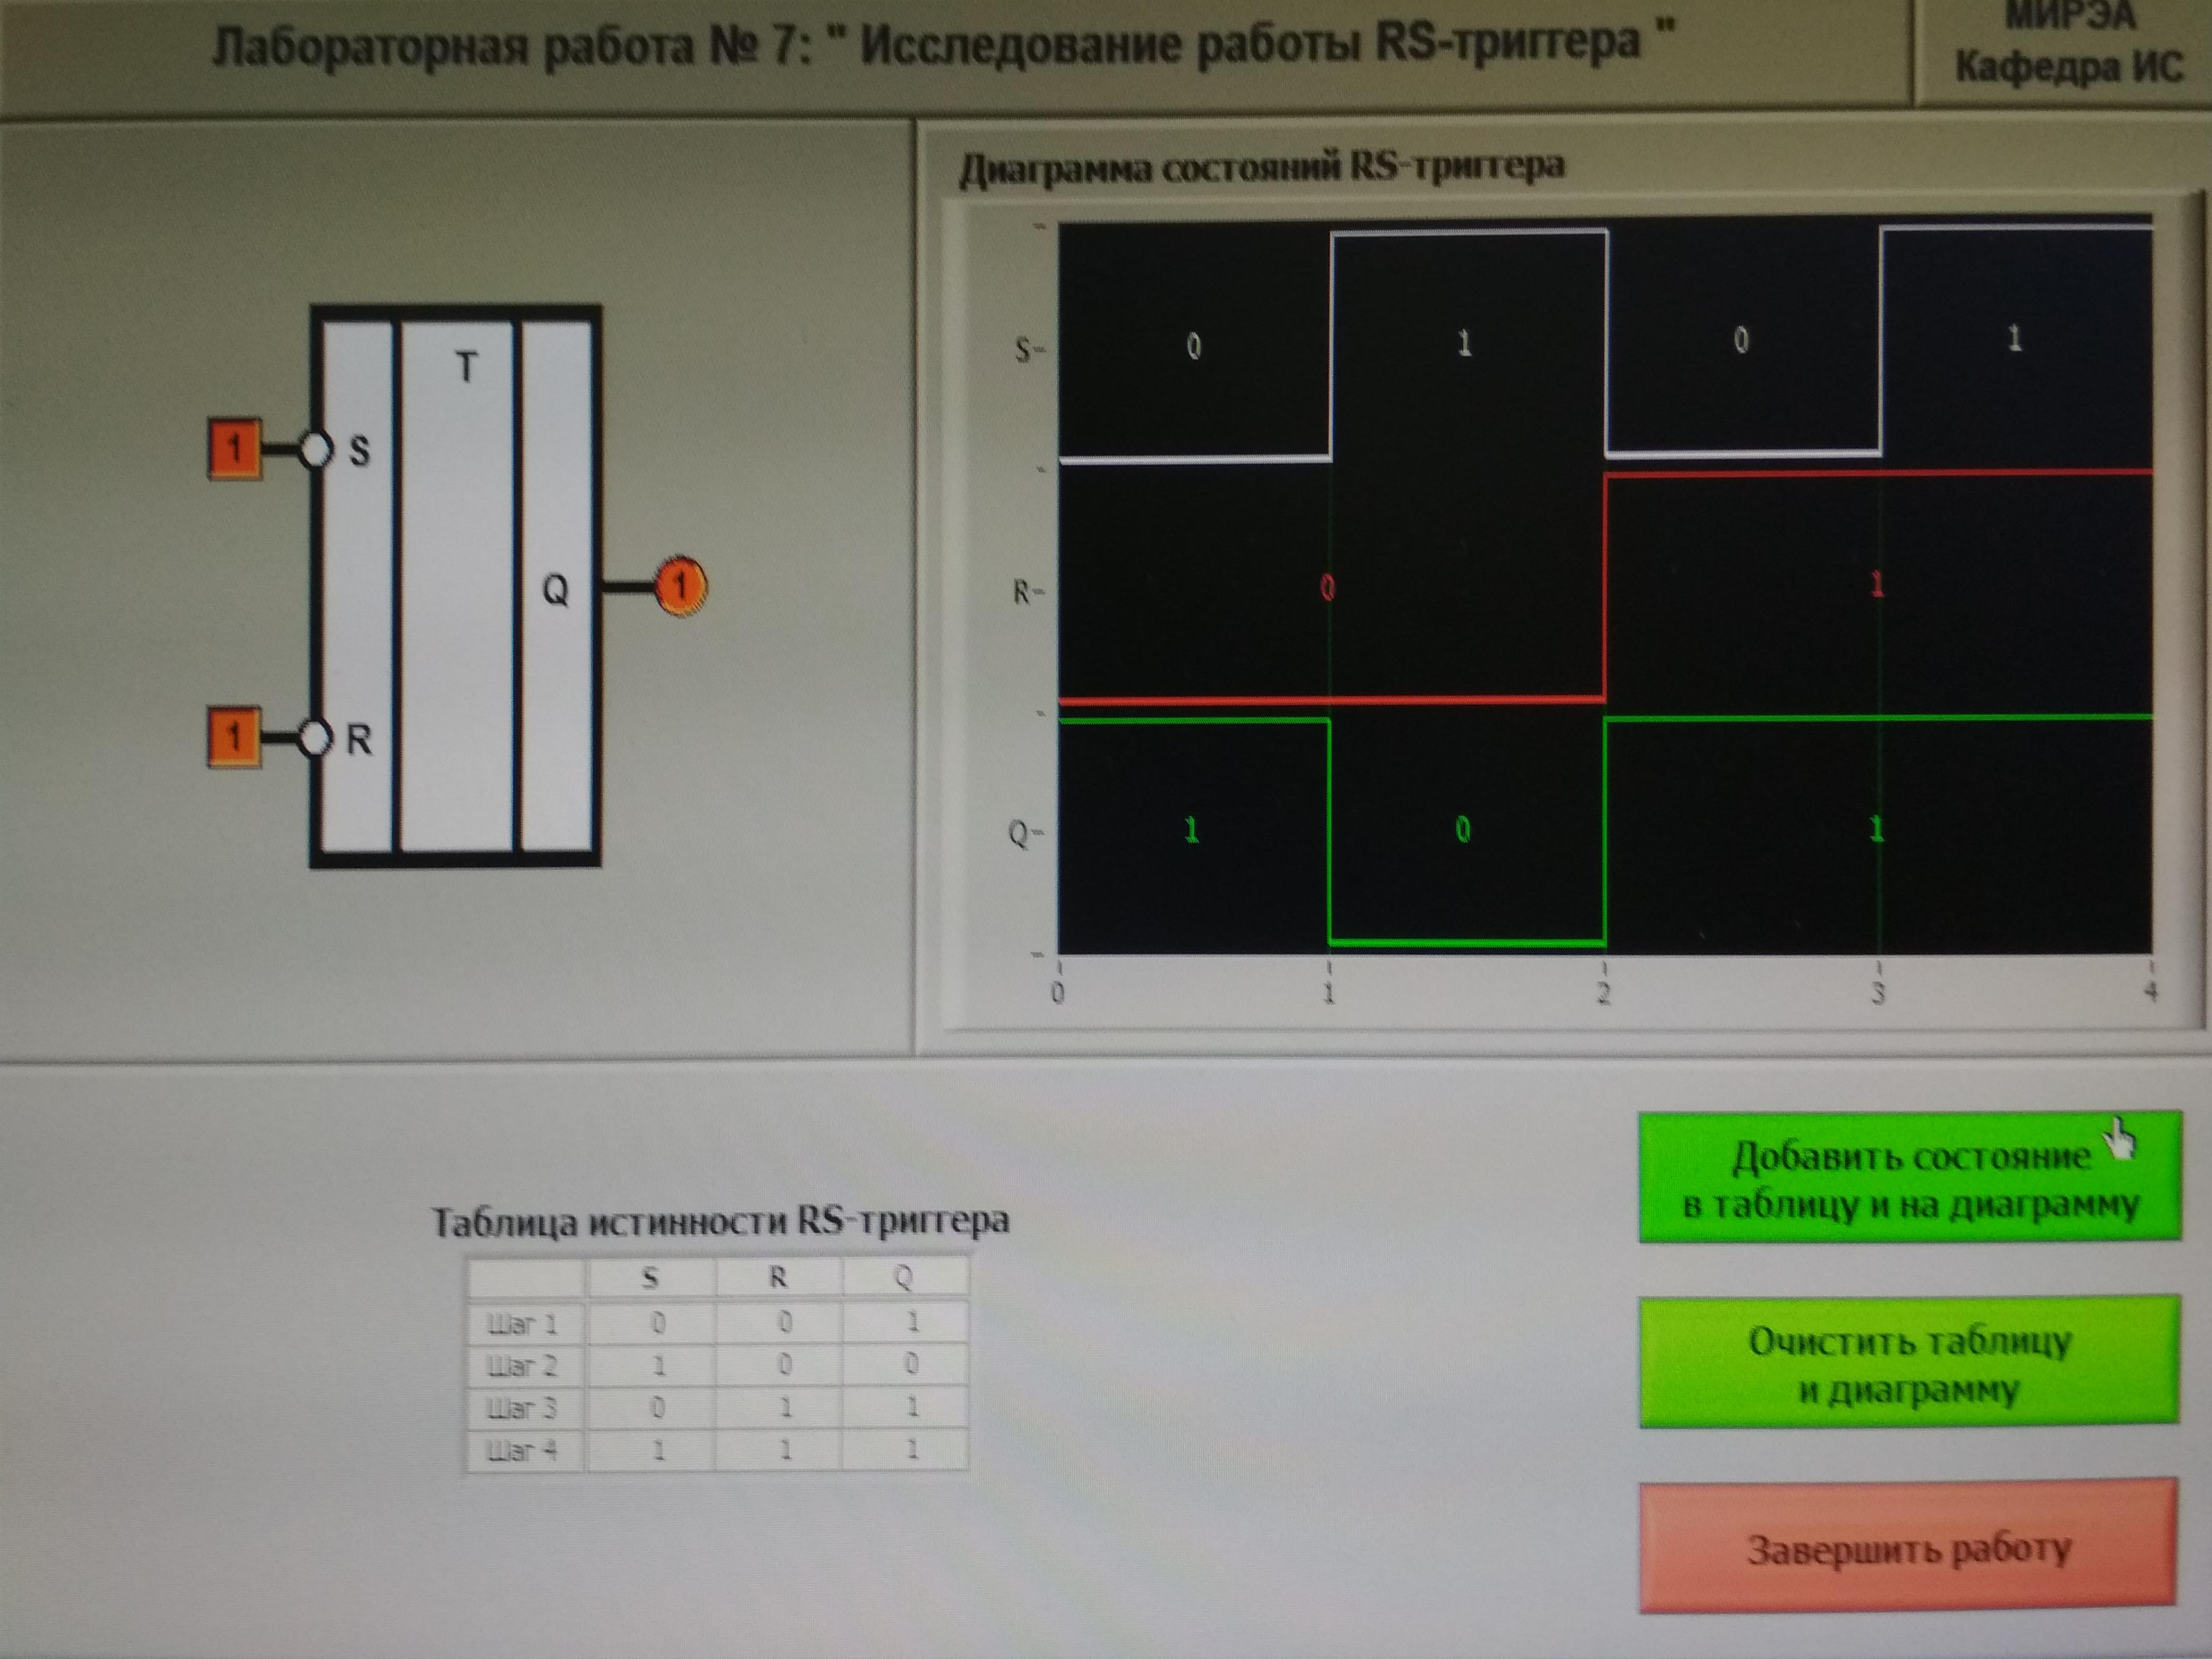 Лабораторная работа № 7: " Исследование работы RS-триггера "
МИРЭА
Кафедра ИС
T
1 S
Q 1
1 R
Диаграмма состояний RS-триггера
S 0 1 0 1
R 0 1
Q 1 0 1
0 1 2 3 4
Таблица истинности RS-триггера
S R Q
Шаг 1 0 0 1
Шаг 2 1 0 0
Шаг 3 0 1 1
Шаг 4 1 1 1
Добавить состояние
в таблицу и на диаграмму
Очистить таблицу
и диаграмму
Завершить работу